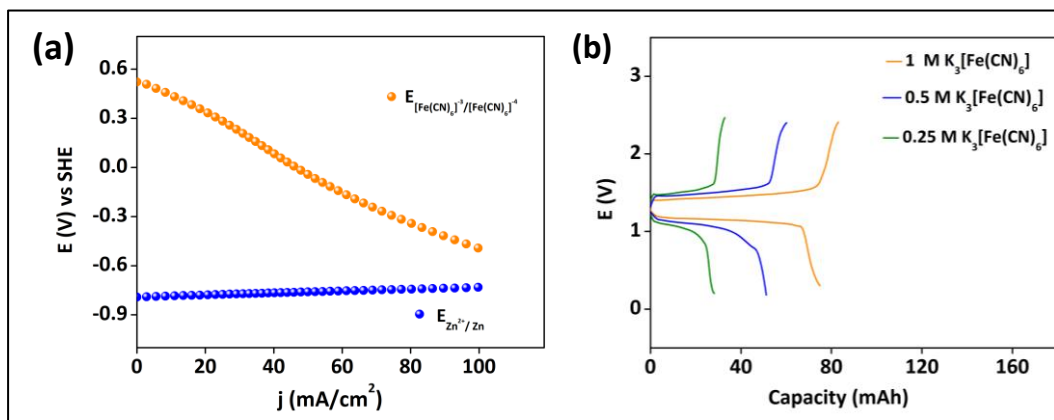 (a)
E (V) vs SHE
0.6
0.3
0.0
-0.3
-0.6
-0.9
E[Fe(CN)6]-3/[Fe(CN)6]-4
EZn2+/Zn
0 20 40 60 80 100
j (mA/cm2)
(b)
E (V)
3
2
1
0
1 M K3[Fe(CN)6]
0.5 M K3[Fe(CN)6]
0.25 M K3[Fe(CN)6]
0 40 80 120 160
Capacity (mAh)